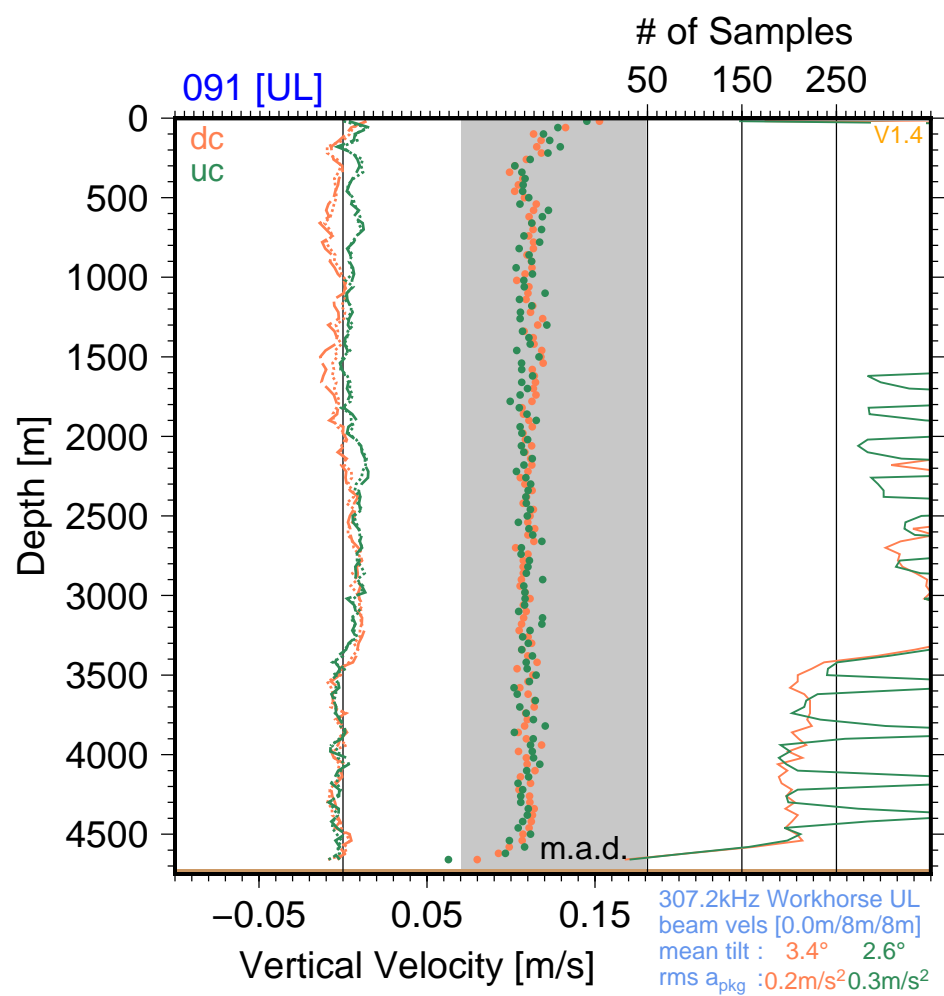 # of Samples
50 150 250
091 [UL]
0
dc
V1.4
uc
500
1000
1500
2000
2500
3000
3500
4000
4500
Depth [m]
m.a.d.
−0.05 0.05 0.15
Vertical Velocity [m/s]
307.2kHz Workhorse UL
beam vels [0.0m/8m/8m]
mean tilt : 3.4° 2.6°
rms a_pkg : 0.2m/s² 0.3m/s²